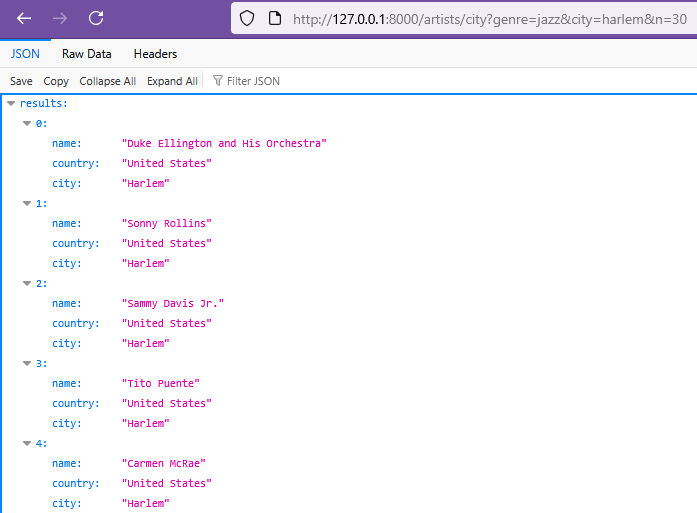 http://127.0.0.1:8000/artists/city?genre=jazz&city=harlem&n=30
JSON Raw Data Headers
Save Copy Collapse All Expand All Filter JSON
results:
0:
name: "Duke Ellington and His Orchestra"
country: "United States"
city: "Harlem"
1:
name: "Sonny Rollins"
country: "United States"
city: "Harlem"
2:
name: "Sammy Davis Jr."
country: "United States"
city: "Harlem"
3:
name: "Tito Puente"
country: "United States"
city: "Harlem"
4:
name: "Carmen McRae"
country: "United States"
city: "Harlem"